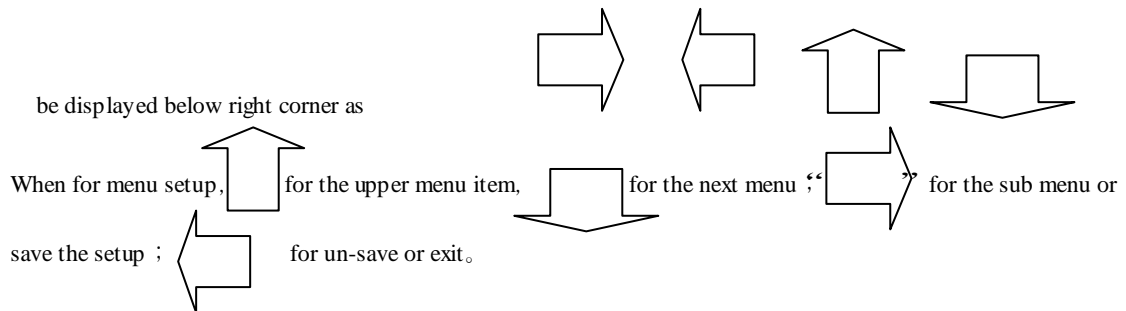 be displayed below right corner as
When for menu setup, for the upper menu item, for the next menu ;“ ” for the sub menu or
save the setup ; for un-save or exit。